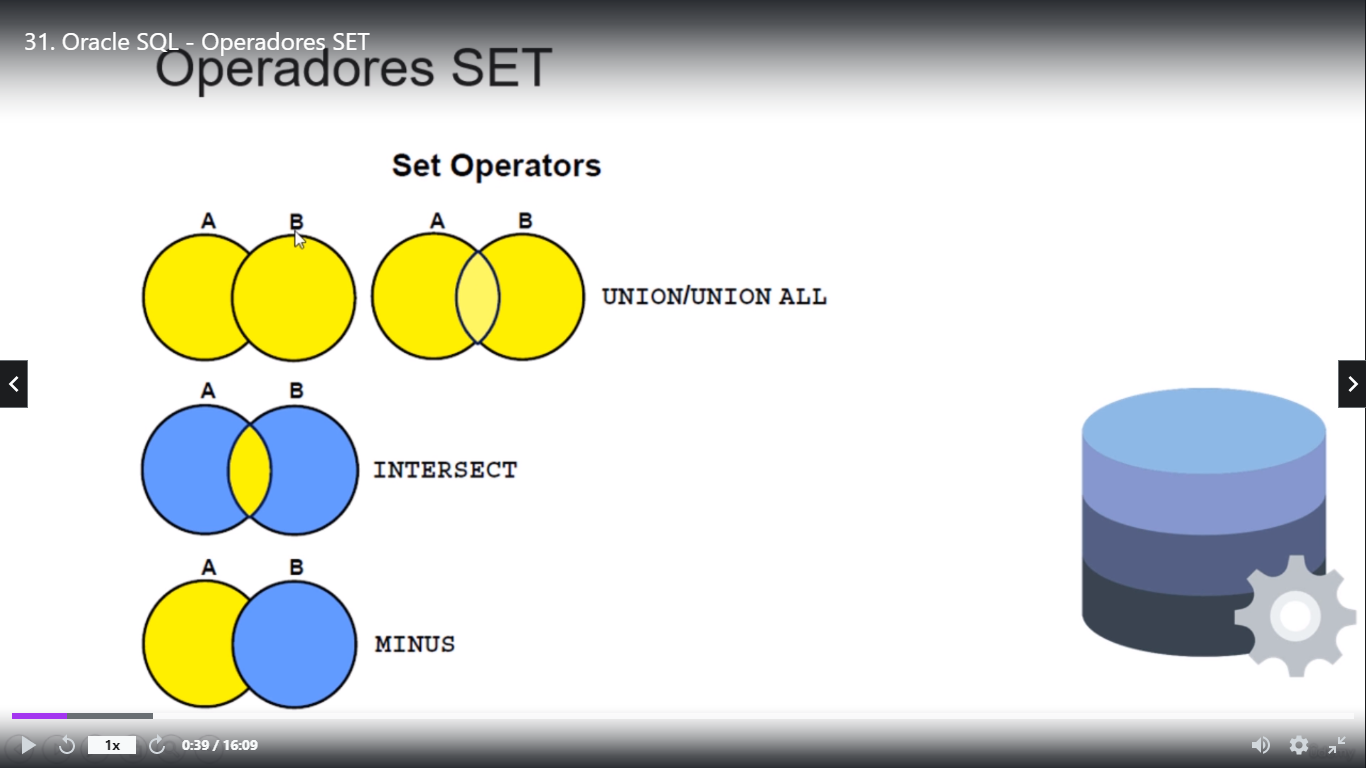 31. Oracle SQL - Operadores SET
Operadores SET
Set Operators
A B A B
UNION/UNION ALL
A B
INTERSECT
A B
MINUS
1x 0:39 / 16:09